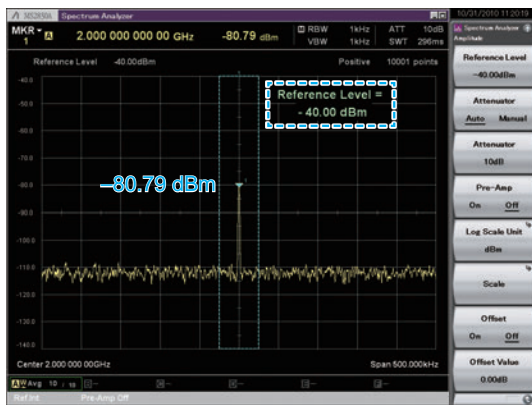 MS2830A Spectrum Analyzer
10/31/2010 11:20:19
MKR 1 2.000 000 000 00 GHz -80.79 dBm
RBW 1kHz ATT 10dB
VBW 1kHz SWT 296ms
Reference Level -40.00dBm Positive 10001 points
-40.0
-50.0
-60.0
-70.0
-80.0
-90.0
-100.0
-110.0
-120.0
-130.0
-140.0
Reference Level =
- 40.00 dBm
–80.79 dBm
Center 2.000 000 00GHz Span 500.000kHz
Avg 10 / 10
Ref.Int Pre-Amp Off
Spectrum Analyzer
Amplitude
Reference Level
-40.00dBm
Attenuator
Auto Manual
Attenuator
10dB
Pre-Amp
On Off
Log Scale Unit
dBm
Scale
Offset
On Off
Offset Value
0.00dB